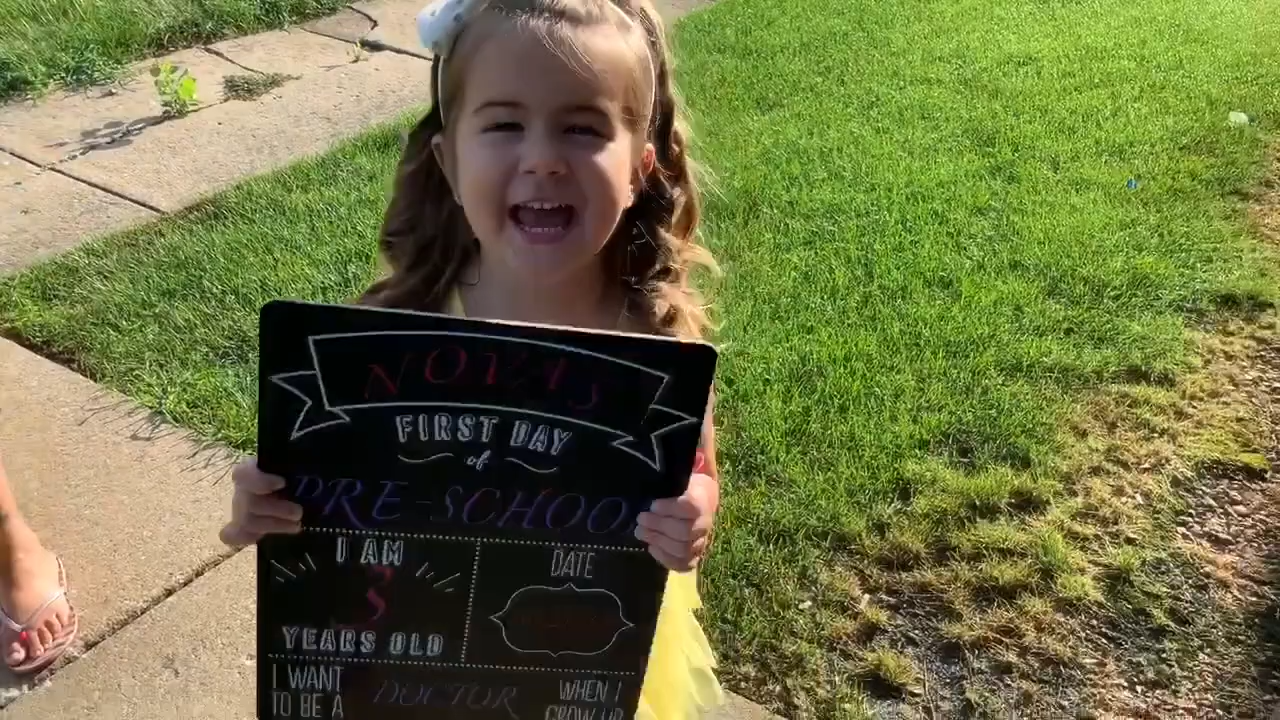 NOVA'S
FIRST DAY
of
PRE-SCHOOL
I AM
3
YEARS OLD
DATE
I WANT
TO BE A
DOCTOR
WHEN I
GROW UP